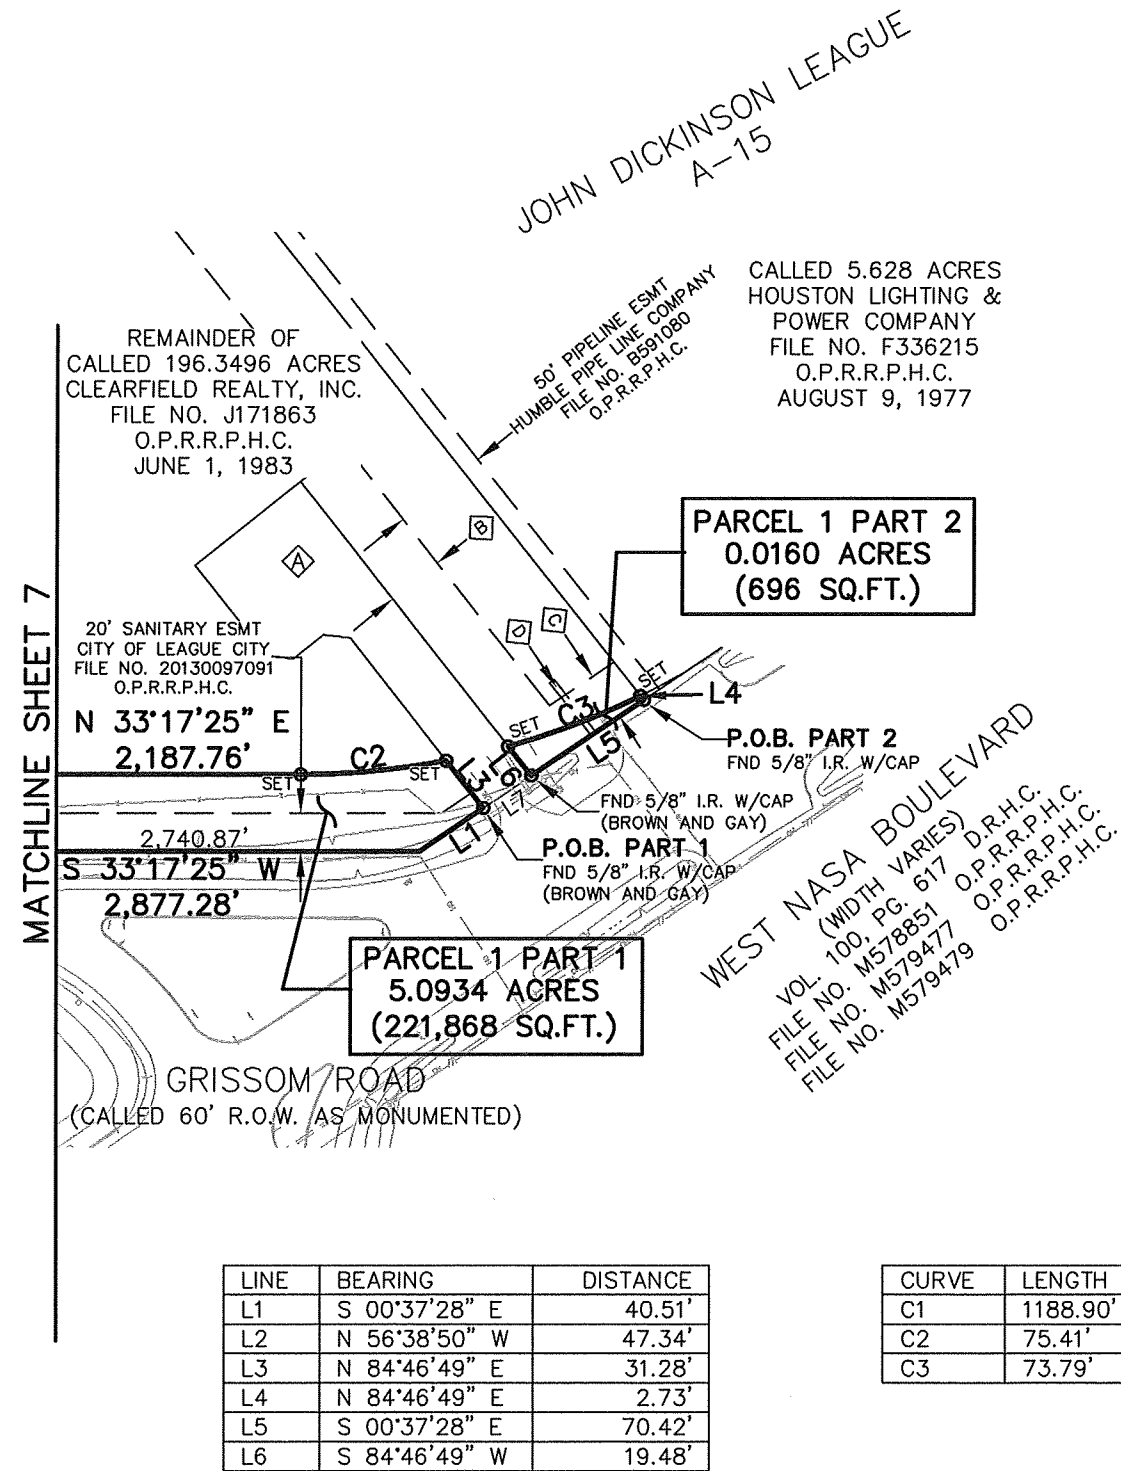 JOHN DICKINSON LEAGUE
A-15
50' PIPELINE ESMT
HUMBLE PIPE LINE COMPANY
FILE NO. B591080
O.P.R.R.P.H.C.
CALLED 5.628 ACRES
HOUSTON LIGHTING &
POWER COMPANY
FILE NO. F336215
O.P.R.R.P.H.C.
AUGUST 9, 1977
REMAINDER OF
CALLED 196.3496 ACRES
CLEARFIELD REALTY, INC.
FILE NO. J171863
O.P.R.R.P.H.C.
JUNE 1, 1983
PARCEL 1 PART 2
0.0160 ACRES
(696 SQ.FT.)
A
B
C
D
MATCHLINE SHEET 7
20' SANITARY ESMT
CITY OF LEAGUE CITY
FILE NO. 20130097091
O.P.R.R.P.H.C.
N 33°17'25" E
2,187.76'
SET
C2
SET
L3
SET
L6
C3
L5
SET
L4
P.O.B. PART 2
FND 5/8" I.R. W/CAP
L7
FND 5/8" I.R. W/CAP
(BROWN AND GAY)
L1
P.O.B. PART 1
FND 5/8" I.R. W/CAP
(BROWN AND GAY)
2,740.87'
S 33°17'25" W
2,877.28'
WEST NASA BOULEVARD
(WIDTH VARIES)
VOL. 100, PG. 617 D.R.H.C.
FILE NO. M578851 O.P.R.R.P.H.C.
FILE NO. M579477 O.P.R.R.P.H.C.
FILE NO. M579479 O.P.R.R.P.H.C.
PARCEL 1 PART 1
5.0934 ACRES
(221,868 SQ.FT.)
GRISSOM ROAD
(CALLED 60' R.O.W. AS MONUMENTED)
LINE BEARING DISTANCE
L1 S 00°37'28" E 40.51'
L2 N 56°38'50" W 47.34'
L3 N 84°46'49" E 31.28'
L4 N 84°46'49" E 2.73'
L5 S 00°37'28" E 70.42'
L6 S 84°46'49" W 19.48'
CURVE LENGTH
C1 1188.90'
C2 75.41'
C3 73.79'